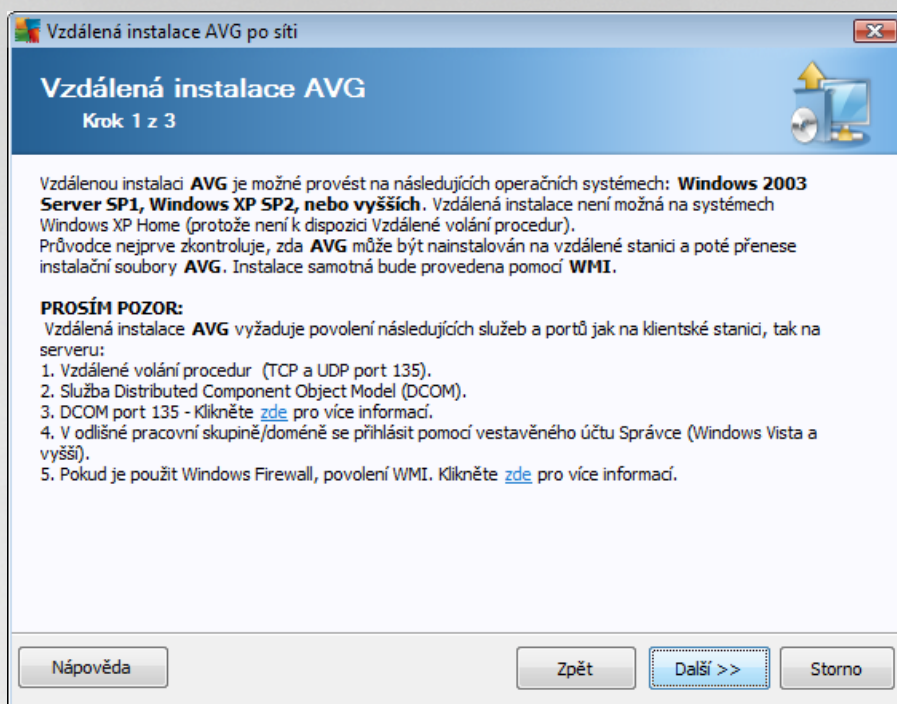 Vzdálená instalace AVG po síti
Vzdálená instalace AVG
Krok 1 z 3
Vzdálenou instalaci AVG je možné provést na následujících operačních systémech: Windows 2003
Server SP1, Windows XP SP2, nebo vyšších. Vzdálená instalace není možná na systémech
Windows XP Home (protože není k dispozici Vzdálené volání procedur).
Průvodce nejprve zkontroluje, zda AVG může být nainstalován na vzdálené stanici a poté přenese
instalační soubory AVG. Instalace samotná bude provedena pomocí WMI.
PROSÍM POZOR:
Vzdálená instalace AVG vyžaduje povolení následujících služeb a portů jak na klientské stanici, tak na
serveru:
1. Vzdálené volání procedur (TCP a UDP port 135).
2. Služba Distributed Component Object Model (DCOM).
3. DCOM port 135 - Klikněte zde pro více informací.
4. V odlišné pracovní skupině/doméně se přihlásit pomocí vestavěného účtu Správce (Windows Vista a
vyšší).
5. Pokud je použit Windows Firewall, povolení WMI. Klikněte zde pro více informací.
Nápověda
Zpět
Další >>
Storno